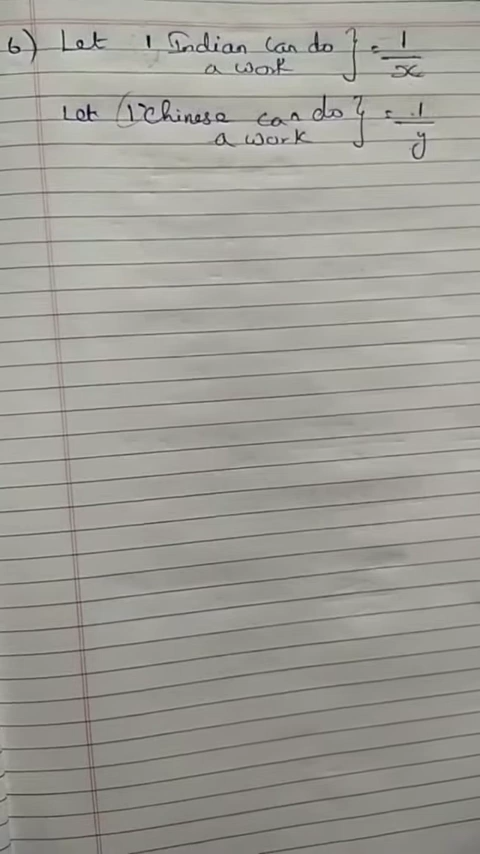 6) Let 1 Indian can do } = 1/x
a work
Let (1) Chinese can do } = 1/y
a work